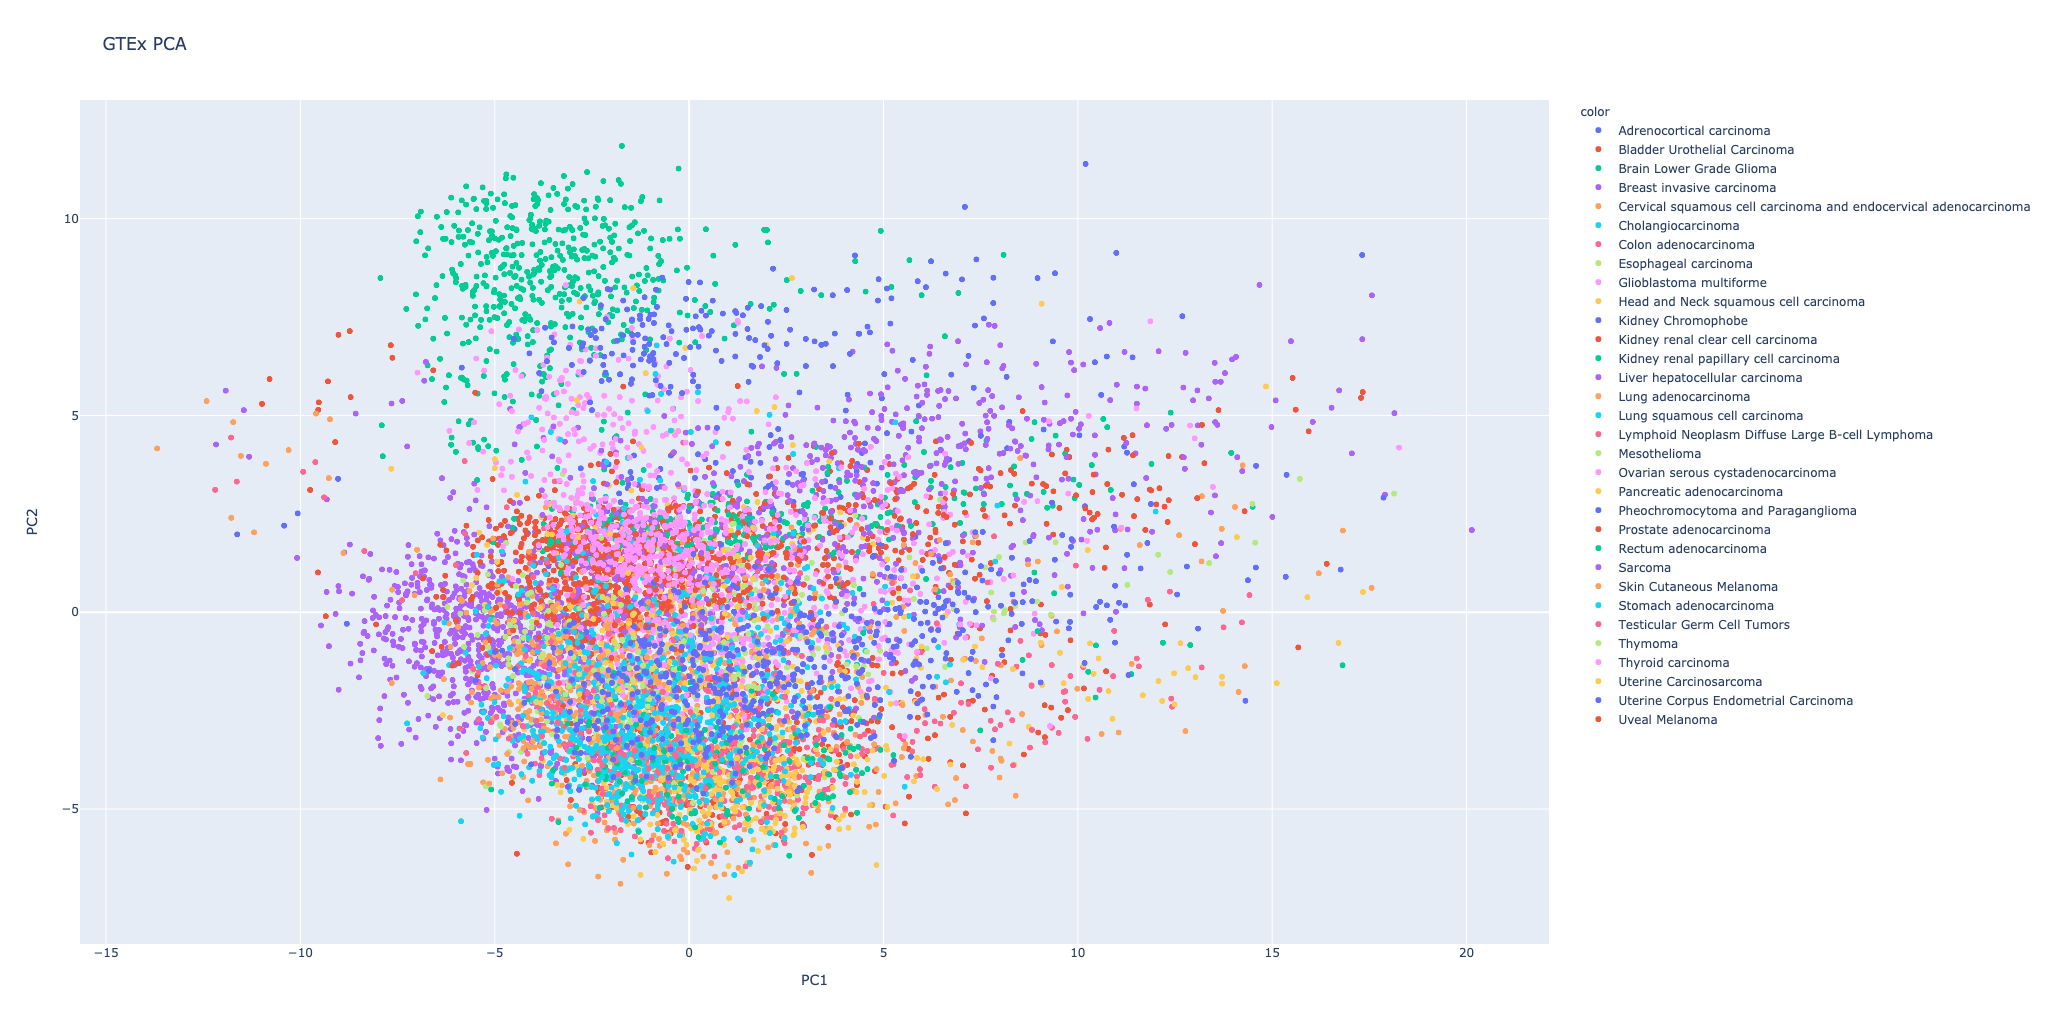 GTEx PCA
color
Adrenocortical carcinoma
Bladder Urothelial Carcinoma
Brain Lower Grade Glioma
Breast invasive carcinoma
Cervical squamous cell carcinoma and endocervical adenocarcinoma
Cholangiocarcinoma
Colon adenocarcinoma
Esophageal carcinoma
Glioblastoma multiforme
Head and Neck squamous cell carcinoma
Kidney Chromophobe
Kidney renal clear cell carcinoma
Kidney renal papillary cell carcinoma
Liver hepatocellular carcinoma
Lung adenocarcinoma
Lung squamous cell carcinoma
Lymphoid Neoplasm Diffuse Large B-cell Lymphoma
Mesothelioma
Ovarian serous cystadenocarcinoma
Pancreatic adenocarcinoma
Pheochromocytoma and Paraganglioma
Prostate adenocarcinoma
Rectum adenocarcinoma
Sarcoma
Skin Cutaneous Melanoma
Stomach adenocarcinoma
Testicular Germ Cell Tumors
Thymoma
Thyroid carcinoma
Uterine Carcinosarcoma
Uterine Corpus Endometrial Carcinoma
Uveal Melanoma
10
5
0
−5
PC2
−15 −10 −5 0 5 10 15 20
PC1